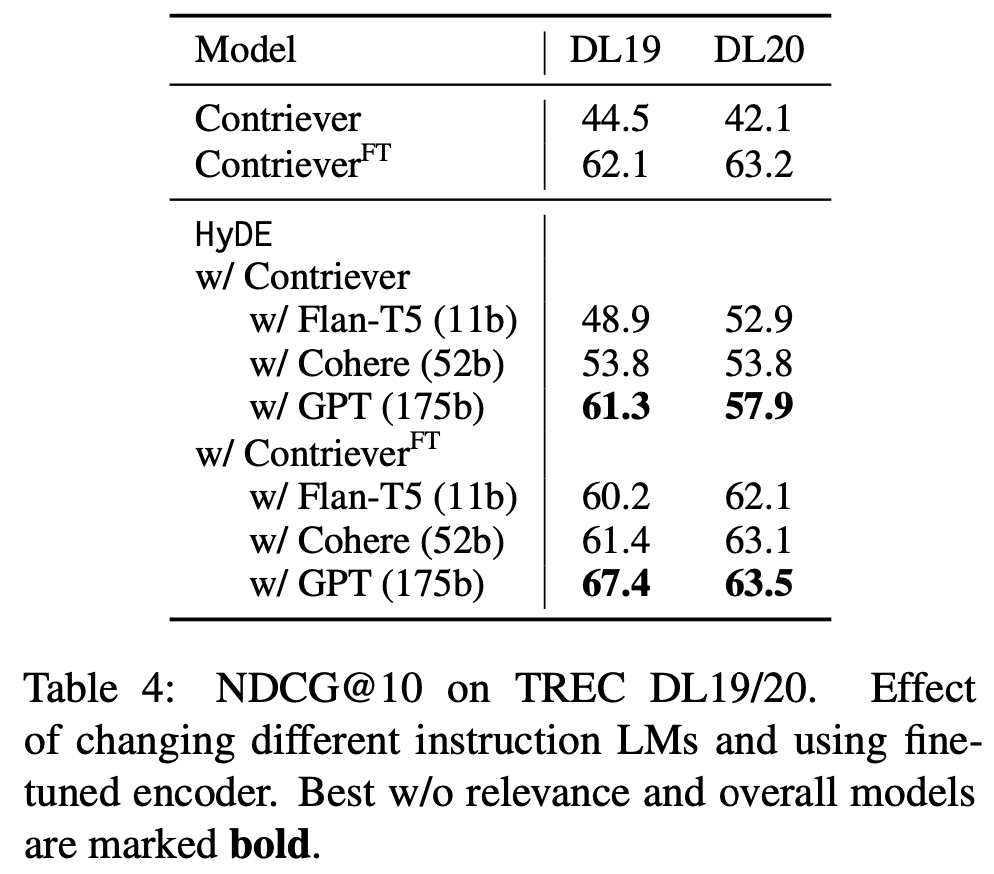 Model DL19 DL20
Contriever 44.5 42.1
Contriever^FT 62.1 63.2
HyDE
w/ Contriever
w/ Flan-T5 (11b) 48.9 52.9
w/ Cohere (52b) 53.8 53.8
w/ GPT (175b) 61.3 57.9
w/ Contriever^FT
w/ Flan-T5 (11b) 60.2 62.1
w/ Cohere (52b) 61.4 63.1
w/ GPT (175b) 67.4 63.5
Table 4: NDCG@10 on TREC DL19/20. Effect
of changing different instruction LMs and using fine-
tuned encoder. Best w/o relevance and overall models
are marked bold.